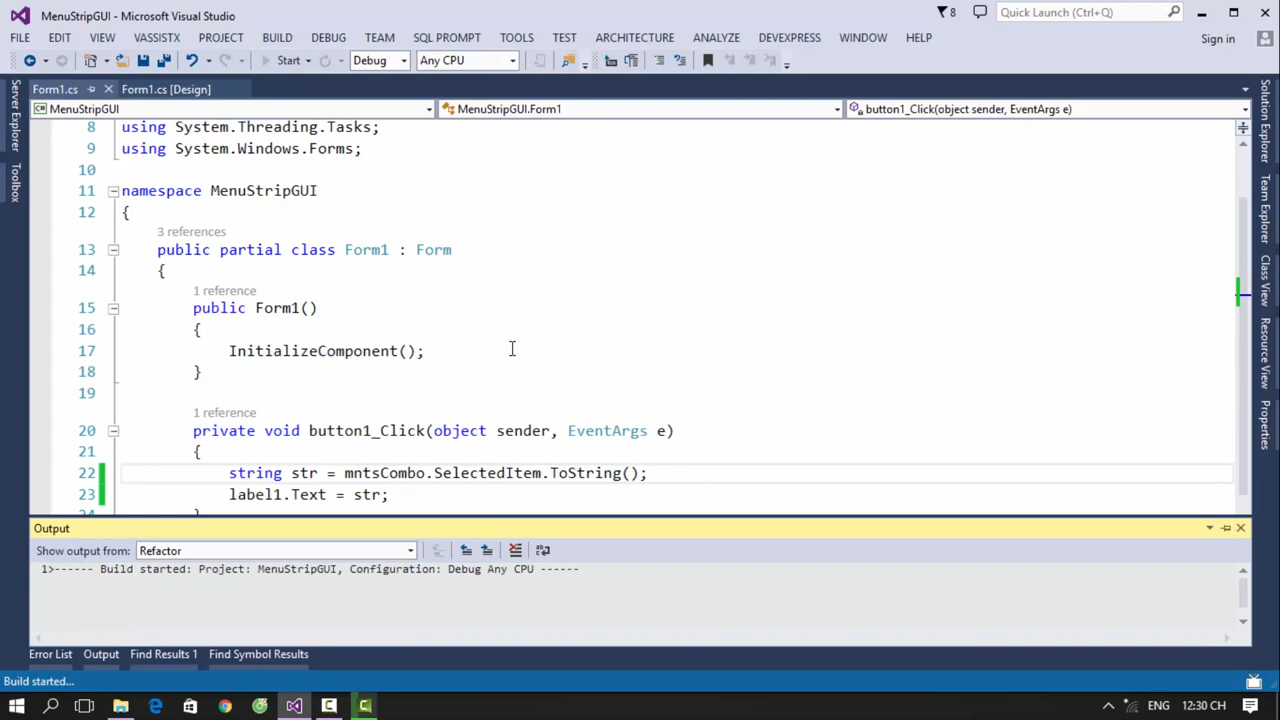 MenuStripGUI - Microsoft Visual Studio
8
Quick Launch (Ctrl+Q)
FILE EDIT VIEW VASSISTX PROJECT BUILD DEBUG TEAM SQL PROMPT TOOLS TEST ARCHITECTURE ANALYZE DEVEXPRESS WINDOW HELP
Sign in
Start Debug Any CPU
Form1.cs Form1.cs [Design]
MenuStripGUI MenuStripGUI.Form1 button1_Click(object sender, EventArgs e)
8 using System.Threading.Tasks;
9 using System.Windows.Forms;
10
11 namespace MenuStripGUI
12 {
3 references
13 public partial class Form1 : Form
14 {
1 reference
15 public Form1()
16 {
17 InitializeComponent();
18 }
19
1 reference
20 private void button1_Click(object sender, EventArgs e)
21 {
22 string str = mntsCombo.SelectedItem.ToString();
23 label1.Text = str;
24 }
Server Explorer
Toolbox
Solution Explorer
Team Explorer
Class View
Resource View
Properties
Output
Show output from: Refactor
1>------ Build started: Project: MenuStripGUI, Configuration: Debug Any CPU ------
Error List Output Find Results 1 Find Symbol Results
Build started...
ENG 12:30 CH